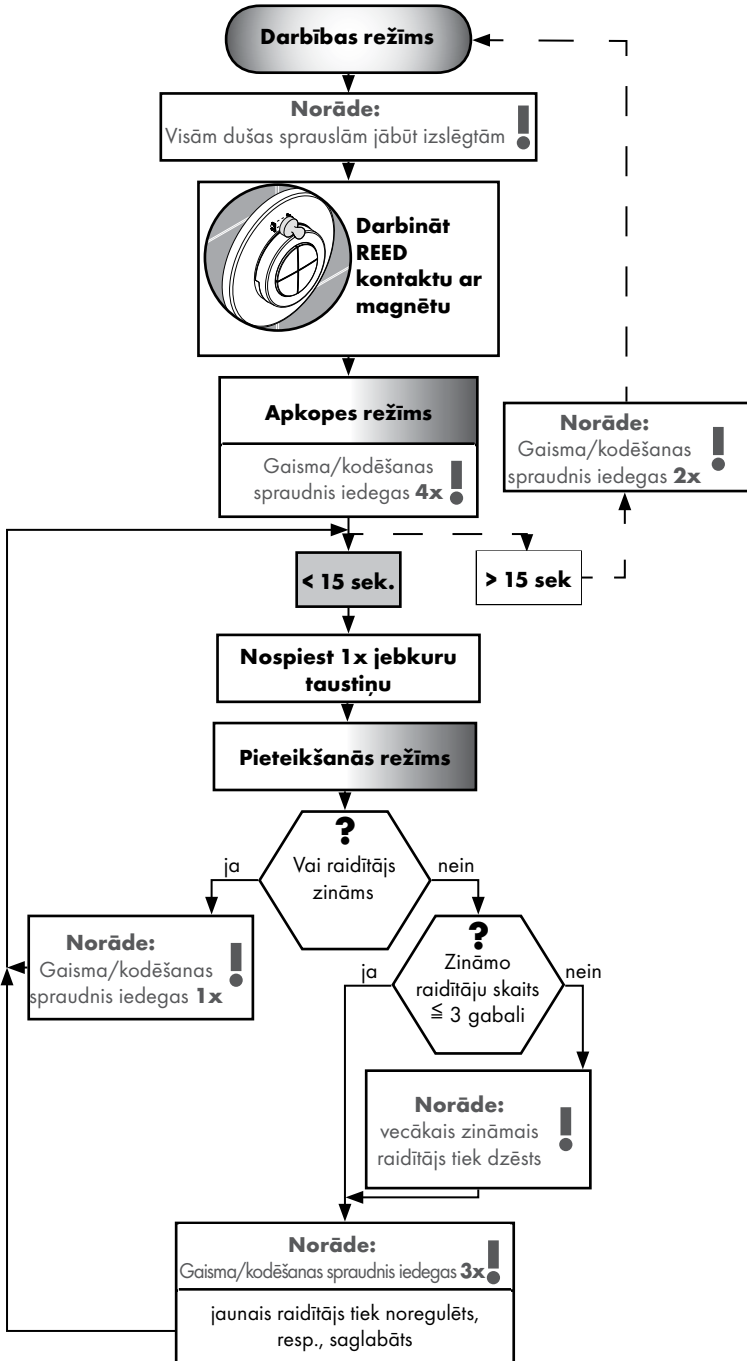 Darbības režīms
Norāde:
Visām dušas sprauslām jābūt izslēgtām
Darbināt
REED
kontaktu ar
magnētu
Apkopes režīms
Gaisma/kodēšanas
spraudnis iedegas 4x
Norāde:
Gaisma/kodēšanas
spraudnis iedegas 2x
< 15 sek.
> 15 sek
Nospiest 1x jebkuru
taustiņu
Pieteikšanās režīms
?
Vai raidītājs
zināms
ja
nein
Norāde:
Gaisma/kodēšanas
spraudnis iedegas 1x
?
Zināmo
raidītāju skaits
≦ 3 gabali
ja
nein
Norāde:
vecākais zināmais
raidītājs tiek dzēsts
Norāde:
Gaisma/kodēšanas spraudnis iedegas 3x
jaunais raidītājs tiek noregulēts,
resp., saglabāts